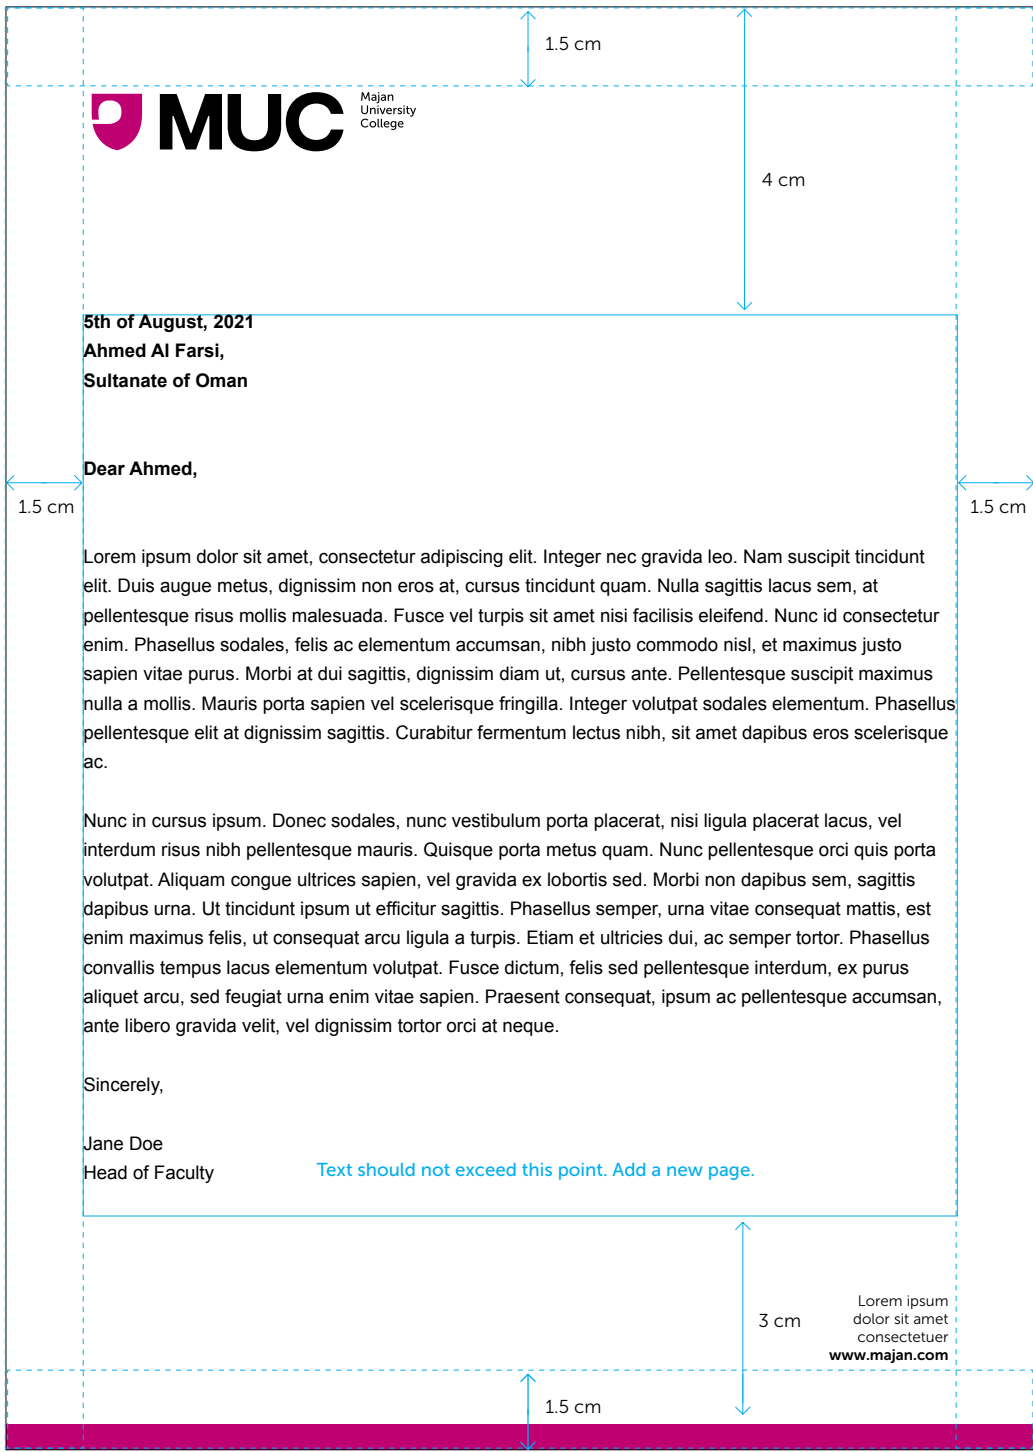 1.5 cm
MUC
Majan
University
College
4 cm
5th of August, 2021
Ahmed Al Farsi,
Sultanate of Oman
Dear Ahmed,
1.5 cm
1.5 cm
Lorem ipsum dolor sit amet, consectetur adipiscing elit. Integer nec gravida leo. Nam suscipit tincidunt
elit. Duis augue metus, dignissim non eros at, cursus tincidunt quam. Nulla sagittis lacus sem, at
pellentesque risus mollis malesuada. Fusce vel turpis sit amet nisi facilisis eleifend. Nunc id consectetur
enim. Phasellus sodales, felis ac elementum accumsan, nibh justo commodo nisl, et maximus justo
sapien vitae purus. Morbi at dui sagittis, dignissim diam ut, cursus ante. Pellentesque suscipit maximus
nulla a mollis. Mauris porta sapien vel scelerisque fringilla. Integer volutpat sodales elementum. Phasellus
pellentesque elit at dignissim sagittis. Curabitur fermentum lectus nibh, sit amet dapibus eros scelerisque
ac.
Nunc in cursus ipsum. Donec sodales, nunc vestibulum porta placerat, nisi ligula placerat lacus, vel
interdum risus nibh pellentesque mauris. Quisque porta metus quam. Nunc pellentesque orci quis porta
volutpat. Aliquam congue ultrices sapien, vel gravida ex lobortis sed. Morbi non dapibus sem, sagittis
dapibus urna. Ut tincidunt ipsum ut efficitur sagittis. Phasellus semper, urna vitae consequat mattis, est
enim maximus felis, ut consequat arcu ligula a turpis. Etiam et ultricies dui, ac semper tortor. Phasellus
convallis tempus lacus elementum volutpat. Fusce dictum, felis sed pellentesque interdum, ex purus
aliquet arcu, sed feugiat urna enim vitae sapien. Praesent consequat, ipsum ac pellentesque accumsan,
ante libero gravida velit, vel dignissim tortor orci at neque.
Sincerely,
Jane Doe
Head of Faculty
Text should not exceed this point. Add a new page.
3 cm
Lorem ipsum
dolor sit amet
consectetuer
www.majan.com
1.5 cm